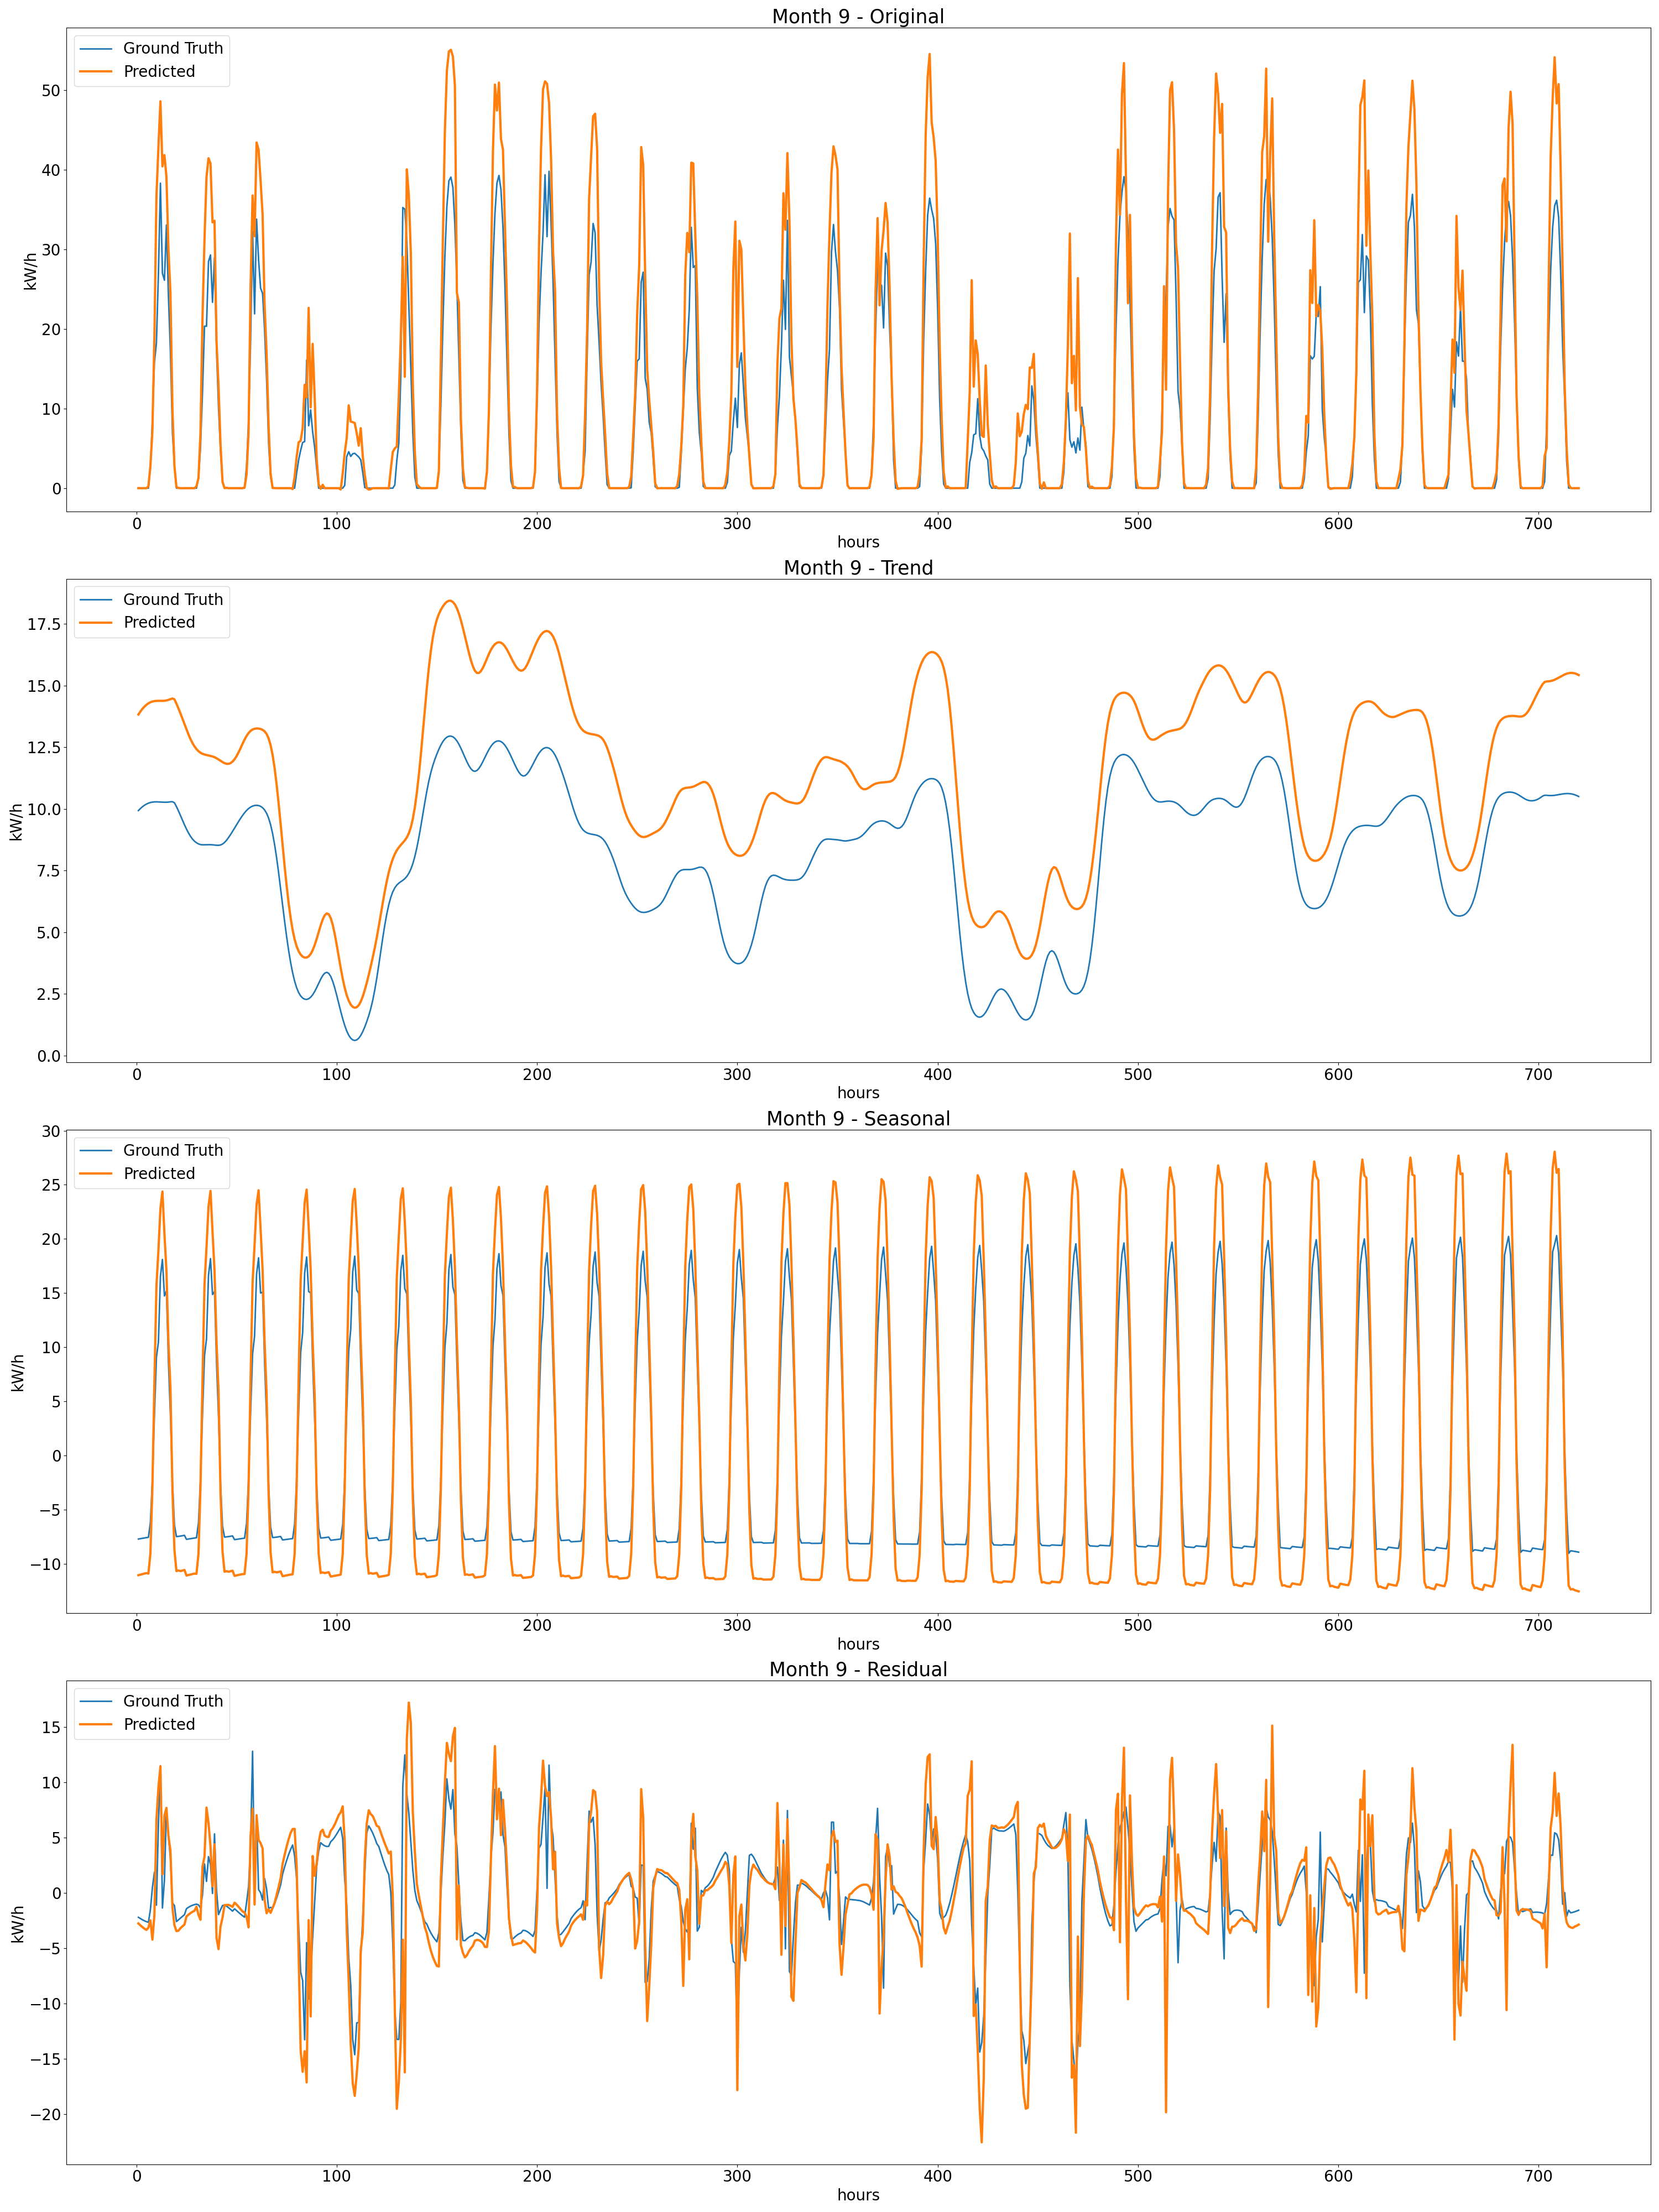 Month 9 - Original
Ground Truth
Predicted
kW/h
50
40
30
20
10
0
0 100 200 300 400 500 600 700
hours
Month 9 - Trend
Ground Truth
Predicted
kW/h
17.5
15.0
12.5
10.0
7.5
5.0
2.5
0.0
0 100 200 300 400 500 600 700
hours
Month 9 - Seasonal
Ground Truth
Predicted
kW/h
30
25
20
15
10
5
0
−5
−10
0 100 200 300 400 500 600 700
hours
Month 9 - Residual
Ground Truth
Predicted
kW/h
15
10
5
0
−5
−10
−15
−20
0 100 200 300 400 500 600 700
hours